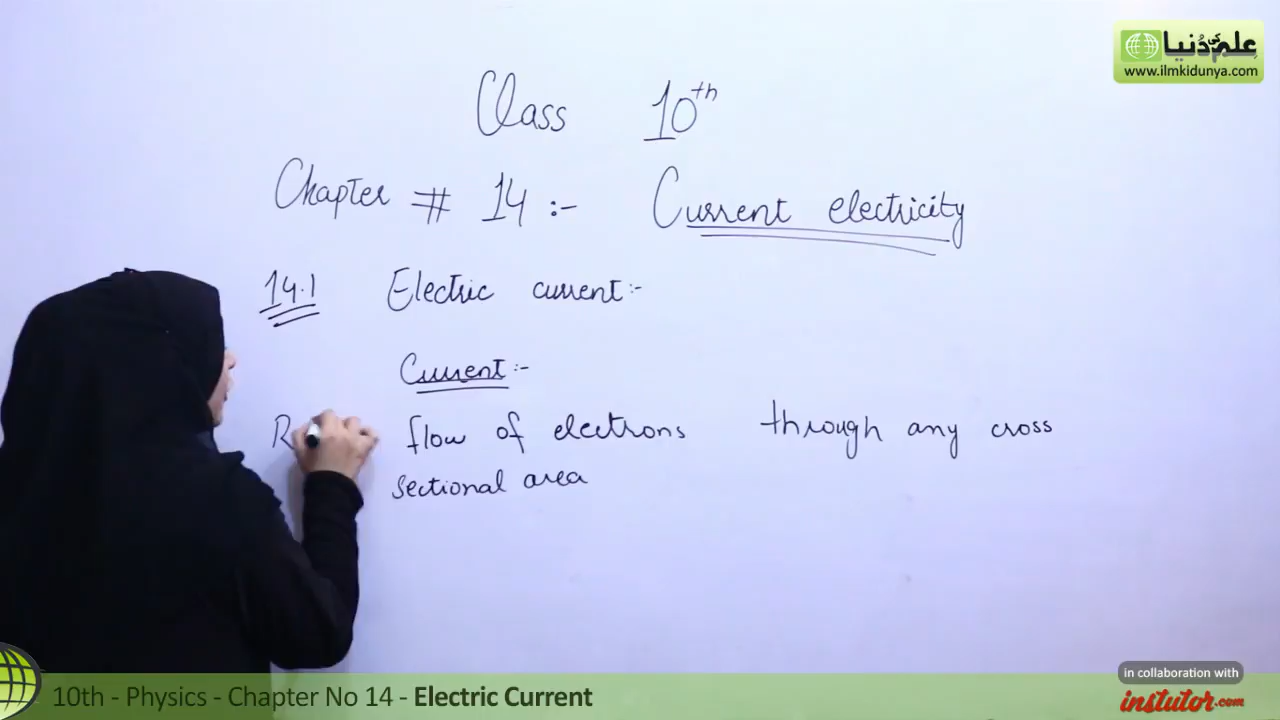 علم کی دُنیا
www.ilmkidunya.com
Class 10th
Chapter # 14 :- Current electricity
14.1 Electric current :-
Current :-
flow of electrons through any cross
sectional area
in collaboration with
10th - Physics - Chapter No 14 - Electric Current
instutor.com